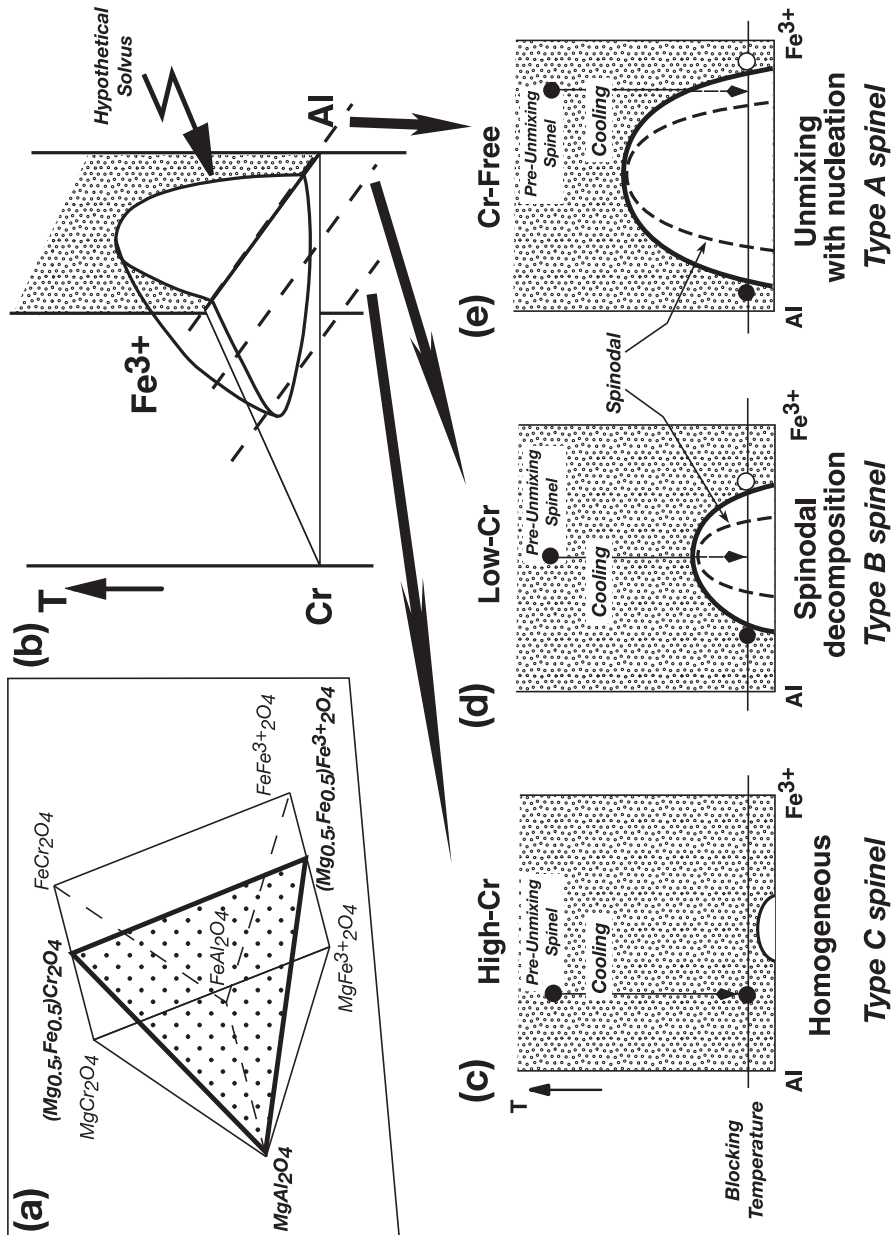 (a)
FeCr2O4
(Mg0.5,Fe0.5)Cr2O4
MgCr2O4
FeAl2O4
FeFe3+2O4
(Mg0.5,Fe0.5)Fe3+2O4
MgFe3+2O4
MgAl2O4
(b)
T
Hypothetical
Solvus
Fe3+
Al
Cr
(c)
High-Cr
T
Pre-Unmixing
Spinel
Cooling
Blocking
Temperature
Al
Fe3+
Homogeneous
Type C spinel
(d)
Low-Cr
Pre-Unmixing
Spinel
Cooling
Spinodal
Al
Fe3+
Spinodal
decomposition
Type B spinel
(e)
Cr-Free
Pre-Unmixing
Spinel
Cooling
Al
Fe3+
Unmixing
with nucleation
Type A spinel